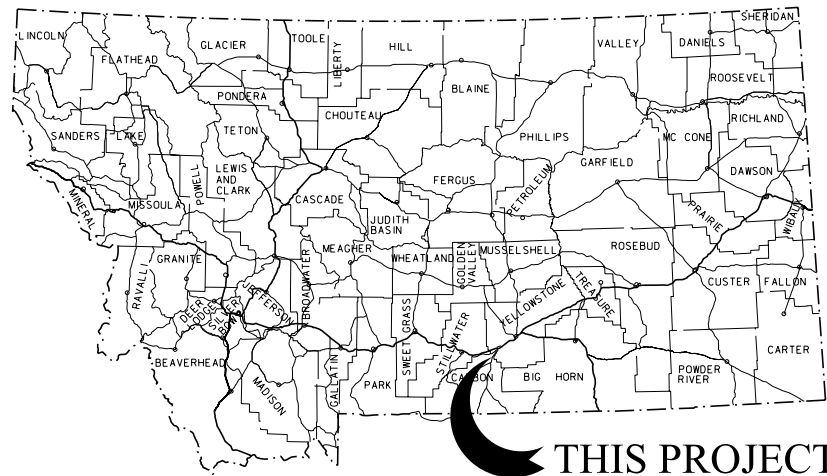 LINCOLN
FLATHEAD
GLACIER
TOOLE
LIBERTY
HILL
BLAINE
VALLEY
DANIELS
SHERIDAN
ROOSEVELT
PONDERA
CHOUTEAU
PHILLIPS
RICHLAND
SANDERS
LAKE
TETON
MC CONE
GARFIELD
DAWSON
MINERAL
MISSOULA
POWELL
LEWIS
AND
CLARK
CASCADE
FERGUS
PETROLEUM
PRAIRIE
WIBAUX
JUDITH
BASIN
RAVALLI
GRANITE
MEAGHER
WHEATLAND
GOLDEN
VALLEY
MUSSELSHELL
ROSEBUD
BROADWATER
JEFFERSON
DEER
LODGE
SILVER
BOW
YELLOWSTONE
TREASURE
CUSTER
FALLON
BEAVERHEAD
MADISON
GALLATIN
PARK
SWEET GRASS
STILLWATER
CARBON
BIG HORN
POWDER
RIVER
CARTER
THIS PROJECT